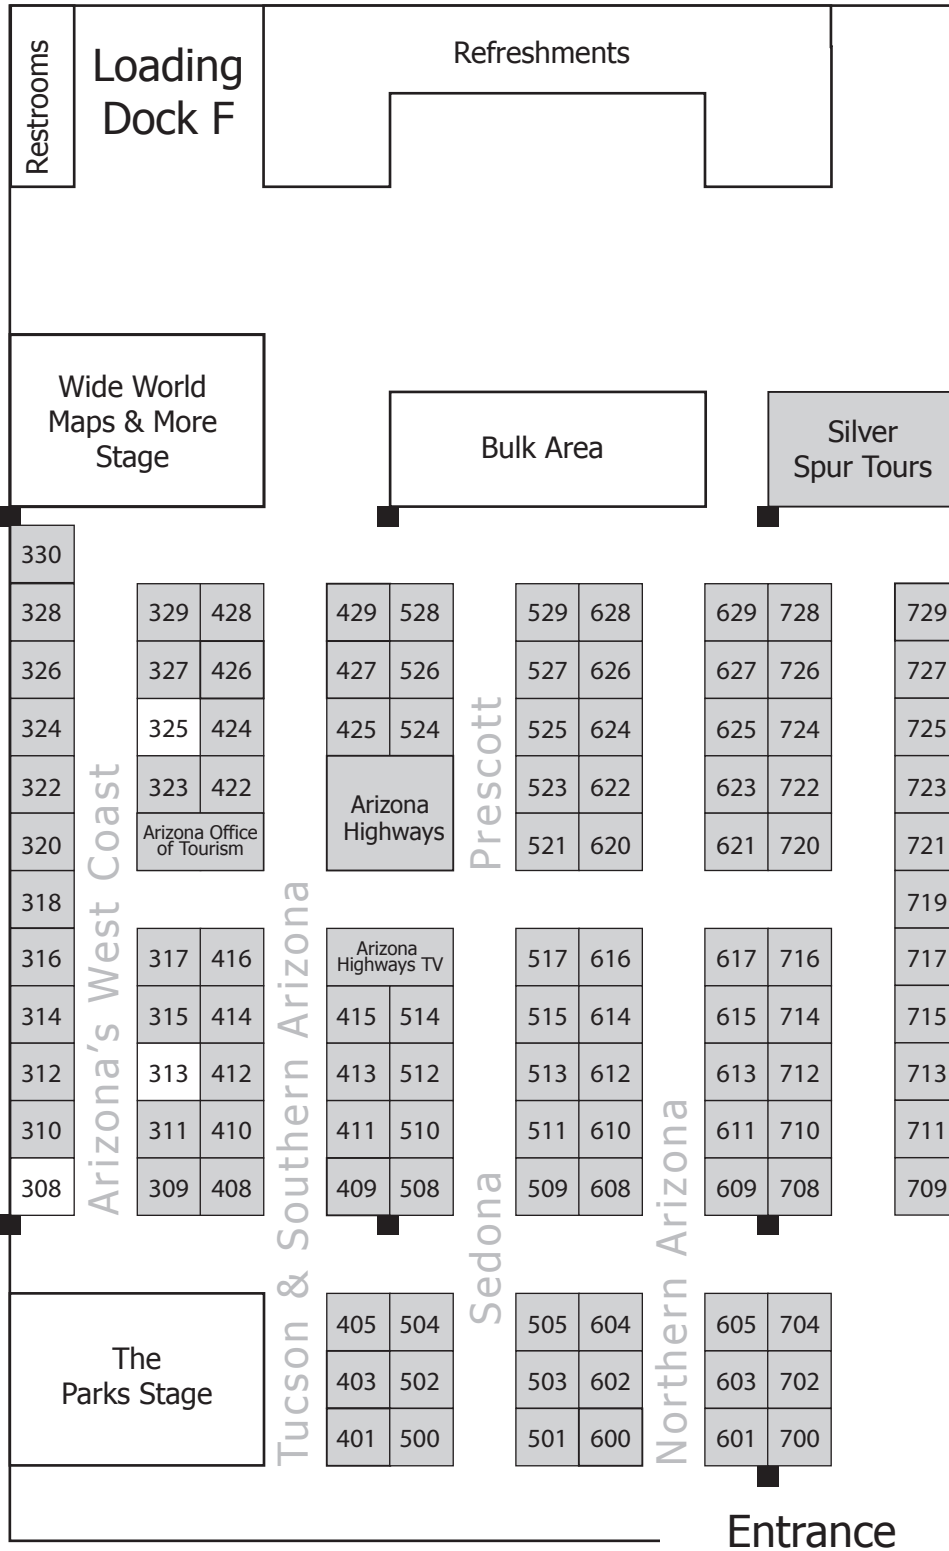 Restrooms
Loading
Dock F
Refreshments
Wide World
Maps & More
Stage
Bulk Area
Silver
Spur Tours
330
328
329 428
429 528
529 628
629 728
729
326
327 426
427 526
527 626
627 726
727
324
325 424
425 524
525 624
625 724
725
322
323 422
Arizona
Highways
523 622
623 722
723
320
Arizona Office
of Tourism
521 620
621 720
721
318
719
316
317 416
Arizona
Highways TV
517 616
617 716
717
314
315 414
415 514
515 614
615 714
715
312
313 412
413 512
513 612
613 712
713
310
311 410
411 510
511 610
611 710
711
308
309 408
409 508
509 608
609 708
709
Arizona's West Coast
Tucson & Southern Arizona
Prescott
Sedona
Northern Arizona
The
Parks Stage
405 504
505 604
605 704
403 502
503 602
603 702
401 500
501 600
601 700
Entrance